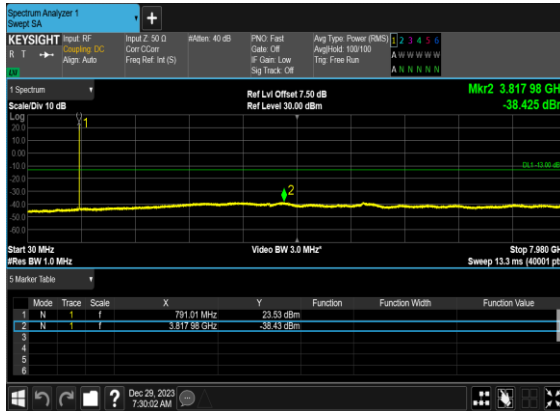 Spectrum Analyzer 1
Swept SA
KEYSIGHT
R T
Input: RF
Coupling: DC
Align: Auto
Input Z: 50 Ω
Corr CCorr
Freq Ref: Int (S)
#Atten: 40 dB
PNO: Fast
Gate: Off
IF Gain: Low
Sig Track: Off
Avg Type: Power (RMS)
Avg|Hold: 100/100
Trig: Free Run
1 2 3 4 5 6
A W W W W W
A N N N N N
1 Spectrum
Scale/Div 10 dB
Ref Lvl Offset 7.50 dB
Ref Level 30.00 dBm
Mkr2 3.817 98 GHz
-38.425 dBm
Log
20.0
10.0
0.00
-10.0
-20.0
-30.0
-40.0
-50.0
-60.0
1
2
DL1 -13.00 dB
Start 30 MHz
#Res BW 1.0 MHz
Video BW 3.0 MHz*
Stop 7.980 GH
Sweep 13.3 ms (40001 pt
5 Marker Table
Mode Trace Scale X Y Function Function Width Function Value
1 N 1 f 791.01 MHz 23.53 dBm
2 N 1 f 3.817 98 GHz -38.43 dBm
3
4
5
6
Dec 29, 2023
7:30:02 AM